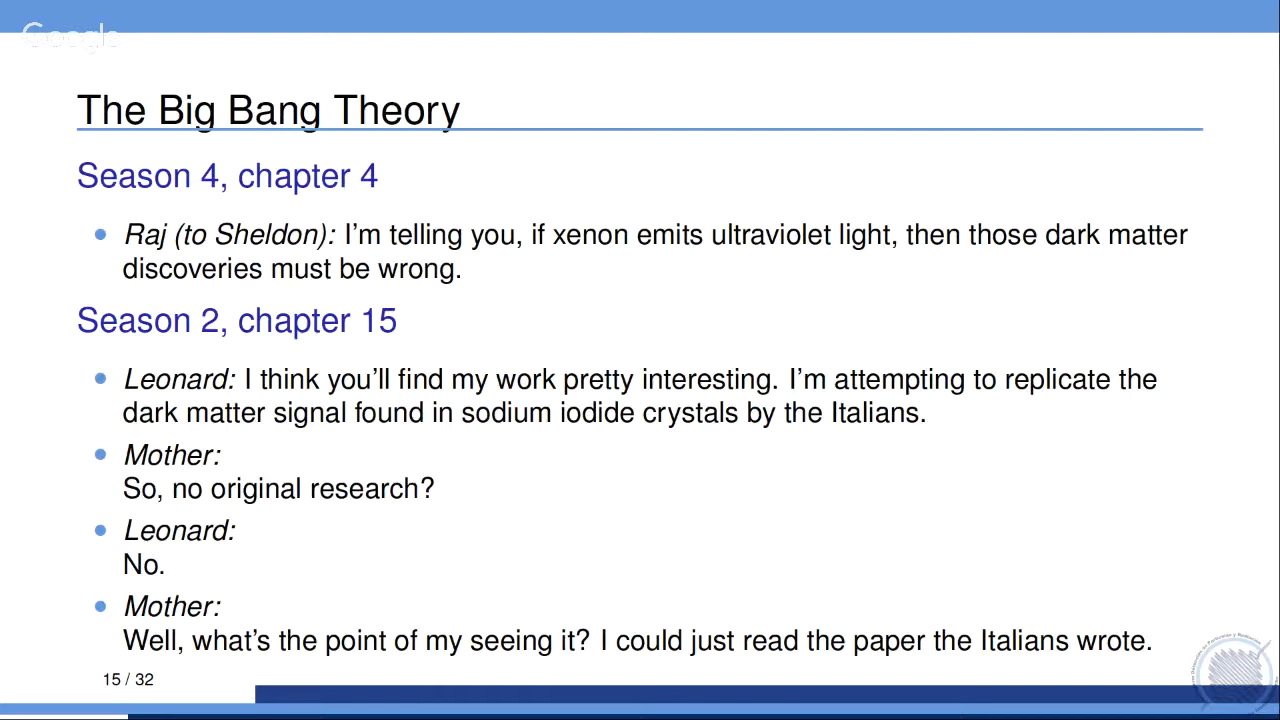 Google
The Big Bang Theory
Season 4, chapter 4
Raj (to Sheldon): I'm telling you, if xenon emits ultraviolet light, then those dark matter
discoveries must be wrong.
Season 2, chapter 15
Leonard: I think you'll find my work pretty interesting. I'm attempting to replicate the
dark matter signal found in sodium iodide crystals by the Italians.
Mother:
So, no original research?
Leonard:
No.
Mother:
Well, what's the point of my seeing it? I could just read the paper the Italians wrote.
15 / 32